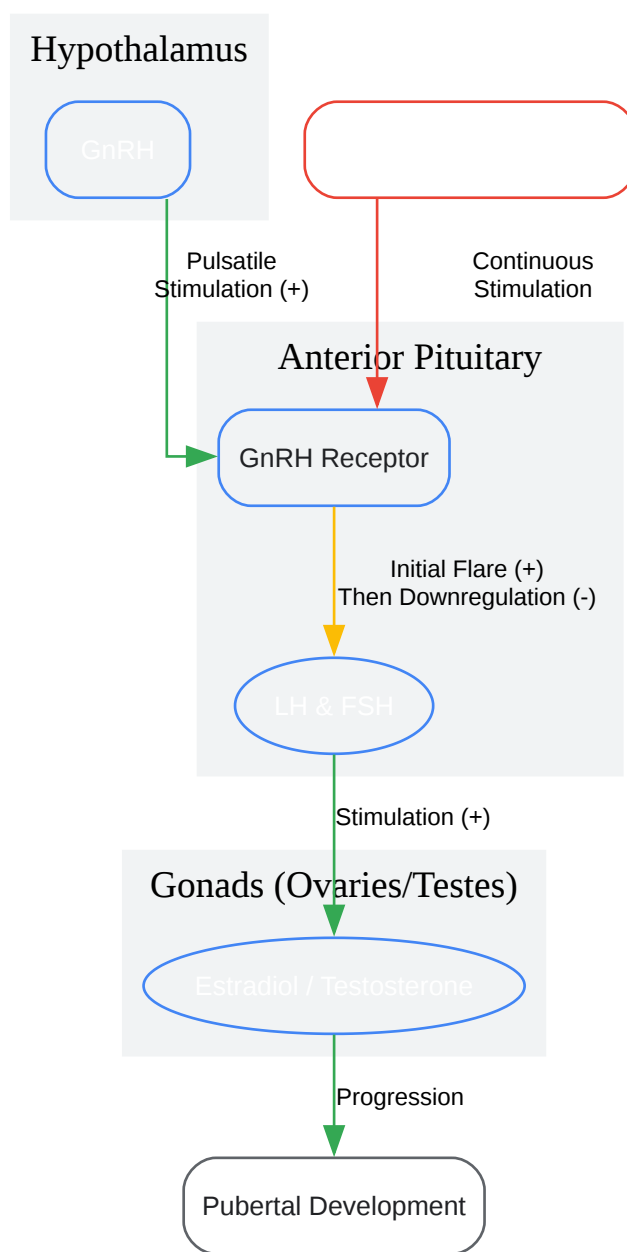 Hypothalamus
GnRH
Pulsatile
Stimulation (+)
Continuous
Stimulation
Anterior Pituitary
GnRH Receptor
Initial Flare (+)
Then Downregulation (-)
LH & FSH
Stimulation (+)
Gonads (Ovaries/Testes)
Estradiol / Testosterone
Progression
Pubertal Development